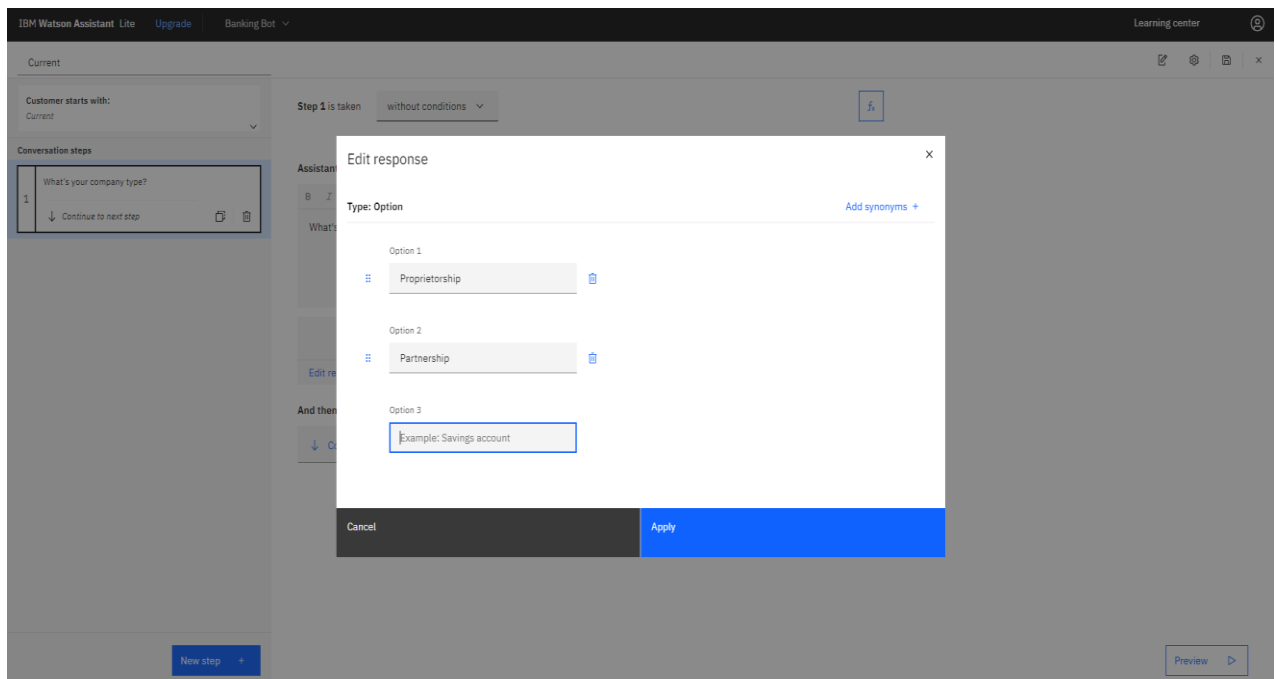 IBM Watson Assistant Lite Upgrade Banking Bot Learning center
Current
Customer starts with:
Current
Conversation steps
1
What's your company type?
Continue to next step
New step +
Step 1 is taken without conditions
fx
Assistan
B I
What's
Edit re
And then
Co
Edit response
Type: Option
Add synonyms +
Option 1
Proprietorship
Option 2
Partnership
Option 3
Example: Savings account
Cancel
Apply
Preview